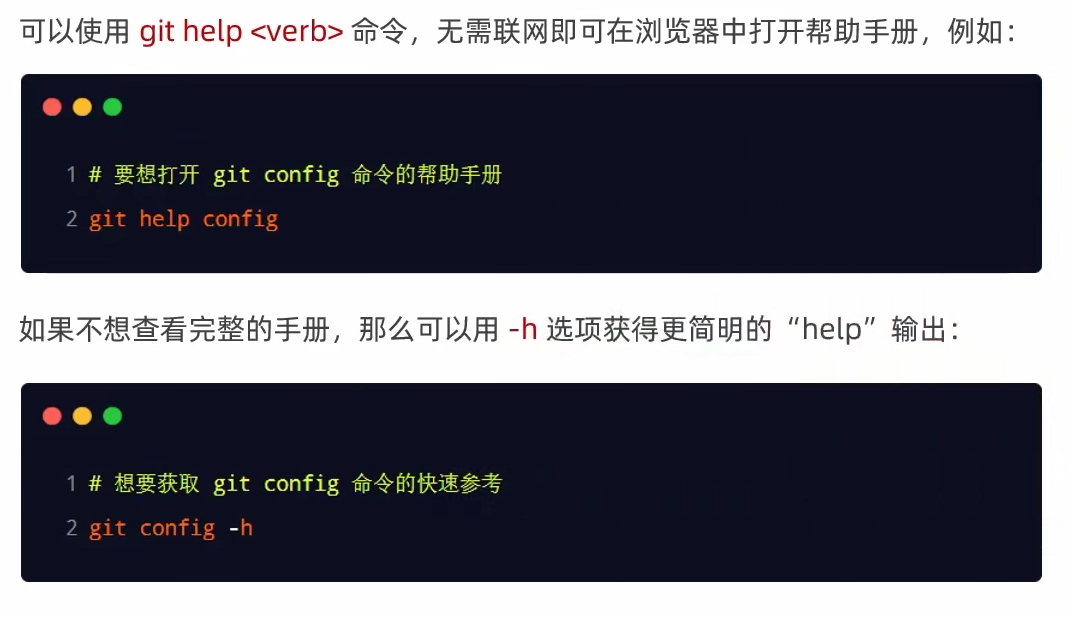 可以使用 git help <verb> 命令，无需联网即可在浏览器中打开帮助手册，例如：
1 # 要想打开 git config 命令的帮助手册
2 git help config
如果不想查看完整的手册，那么可以用 -h 选项获得更简明的“help”输出：
1 # 想要获取 git config 命令的快速参考
2 git config -h